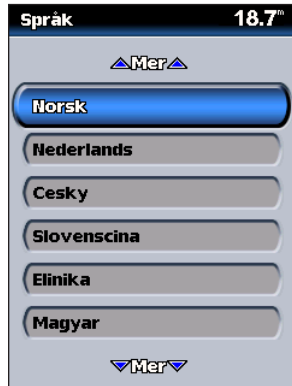 Språk 18.7m
Mer
Norsk
Nederlands
Cesky
Slovenscina
Elinika
Magyar
Mer